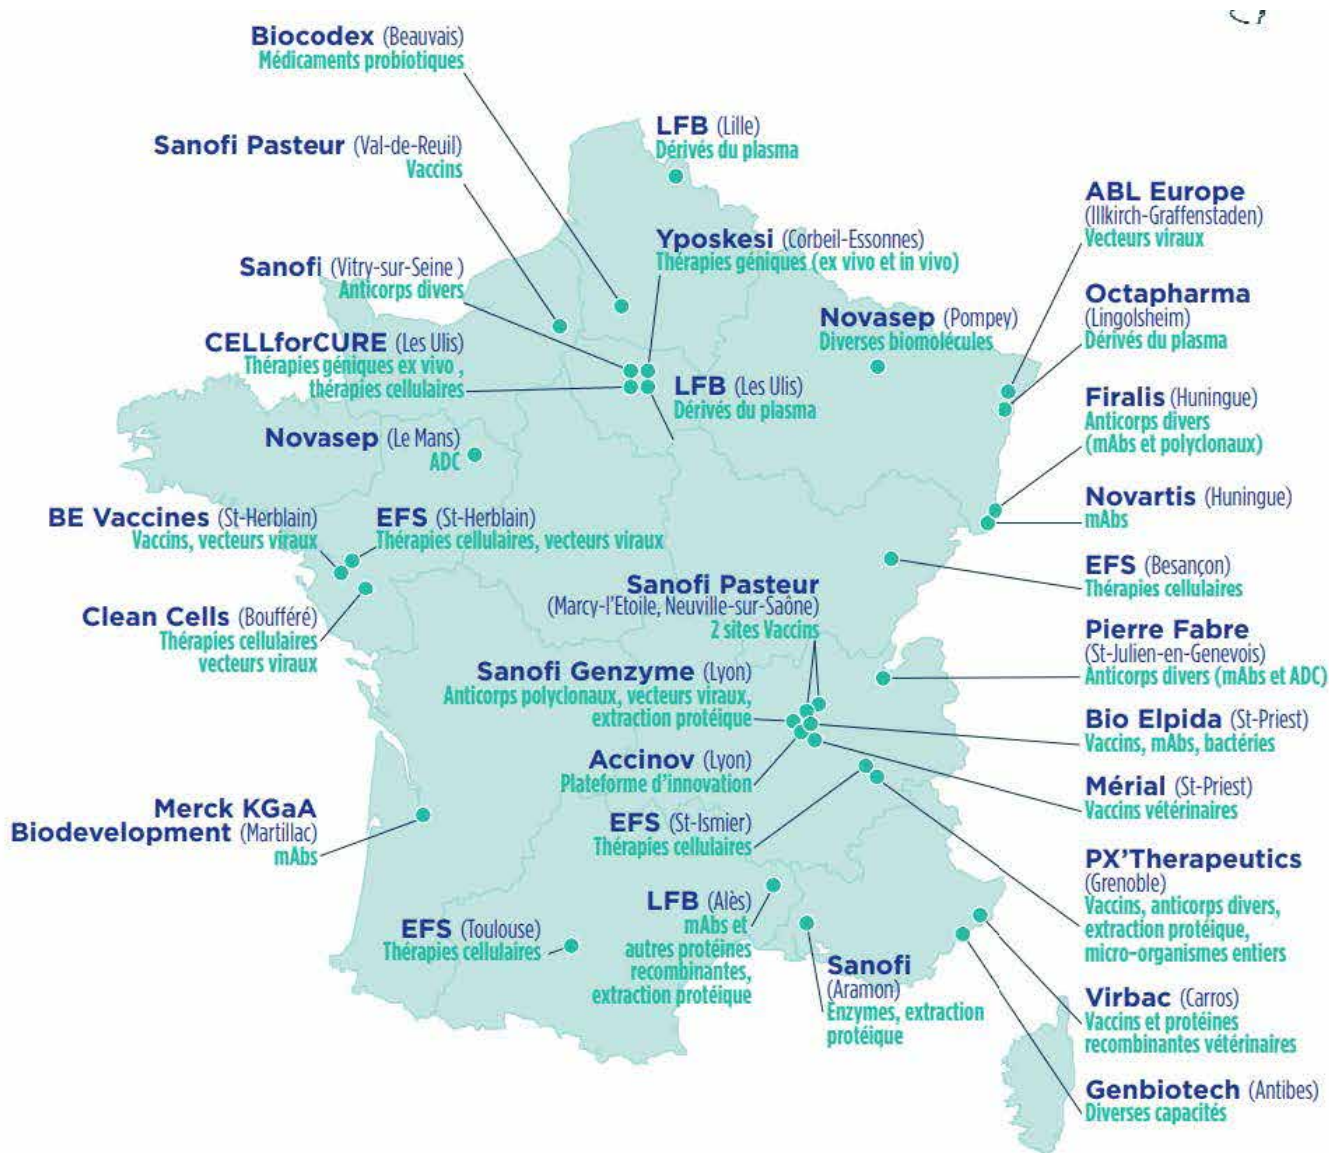 Biocodex (Beauvais)
Médicaments probiotiques
LFB (Lille)
Dérivés du plasma
Sanofi Pasteur (Val-de-Reuil)
Vaccins
ABL Europe
(Illkirch-Graffenstaden)
Vecteurs viraux
Yposkesi (Corbeil-Essonnes)
Thérapies géniques (ex vivo et in vivo)
Sanofi (Vitry-sur-Seine )
Anticorps divers
Octapharma
(Lingolsheim)
Dérivés du plasma
Novasep (Pompey)
Diverses biomolécules
CELLforCURE (Les Ulis)
Thérapies géniques ex vivo ,
thérapies cellulaires
LFB (Les Ulis)
Dérivés du plasma
Firalis (Huningue)
Anticorps divers
(mAbs et polyclonaux)
Novasep (Le Mans)
ADC
Novartis (Huningue)
mAbs
BE Vaccines (St-Herblain)
Vaccins, vecteurs viraux
EFS (St-Herblain)
Thérapies cellulaires, vecteurs viraux
EFS (Besançon)
Thérapies cellulaires
Sanofi Pasteur
(Marcy-l'Etoile, Neuville-sur-Saône)
2 sites Vaccins
Clean Cells (Boufféré)
Thérapies cellulaires
vecteurs viraux
Pierre Fabre
(St-Julien-en-Genevois)
Anticorps divers (mAbs et ADC)
Sanofi Genzyme (Lyon)
Anticorps polyclonaux, vecteurs viraux,
extraction protéique
Bio Elpida (St-Priest)
Vaccins, mAbs, bactéries
Accinov (Lyon)
Plateforme d'innovation
Mérial (St-Priest)
Vaccins vétérinaires
Merck KGaA
Biodevelopment (Martillac)
mAbs
EFS (St-Ismier)
Thérapies cellulaires
PX'Therapeutics
(Grenoble)
Vaccins, anticorps divers,
extraction protéique,
micro-organismes entiers
LFB (Alès)
mAbs et
autres protéines
recombinantes,
extraction protéique
EFS (Toulouse)
Thérapies cellulaires
Sanofi
(Aramon)
Enzymes, extraction
protéique
Virbac (Carros)
Vaccins et protéines
recombinantes vétérinaires
Genbiotech (Antibes)
Diverses capacités